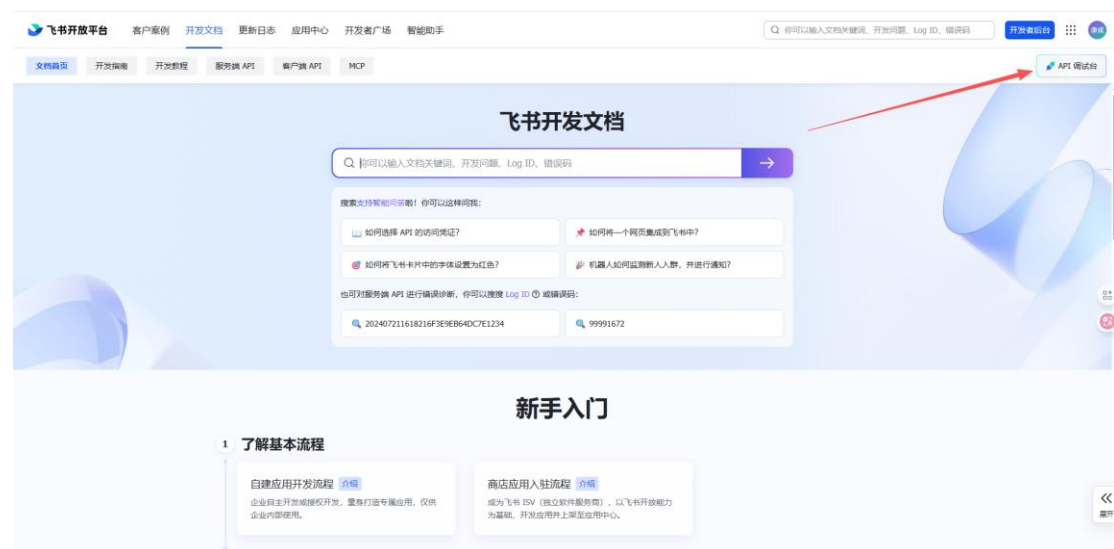 飞书开放平台 客户案例 开发文档 更新日志 应用中心 开发者广场 智能助手 你可以输入文档关键词、开发问题、Log ID、错误码 开发者后台
文档首页 开发指南 开发教程 服务端 API 客户端 API MCP API 调试台
飞书开发文档
你可以输入文档关键词、开发问题、Log ID、错误码
搜索支持智能问答啦！你可以这样问我：
如何选择 API 的访问凭证? 如何将一个网页集成到飞书中?
如何将飞书卡片中的字体设置为红色? 机器人如何监测新人入群，并进行通知?
也可对服务端 API 进行错误诊断，你可以搜搜 Log ID 或错误码：
202407211618216F3E9EB64DC7E1234 99991672
新手入门
1 了解基本流程
自建应用开发流程 介绍 商店应用入驻流程 介绍
企业自主开发或授权开发，量身打造专属应用，仅供 成为飞书 ISV（独立软件服务商），以飞书开放能力
企业内部使用。 为基础，开发应用并上架至应用中心。
展开